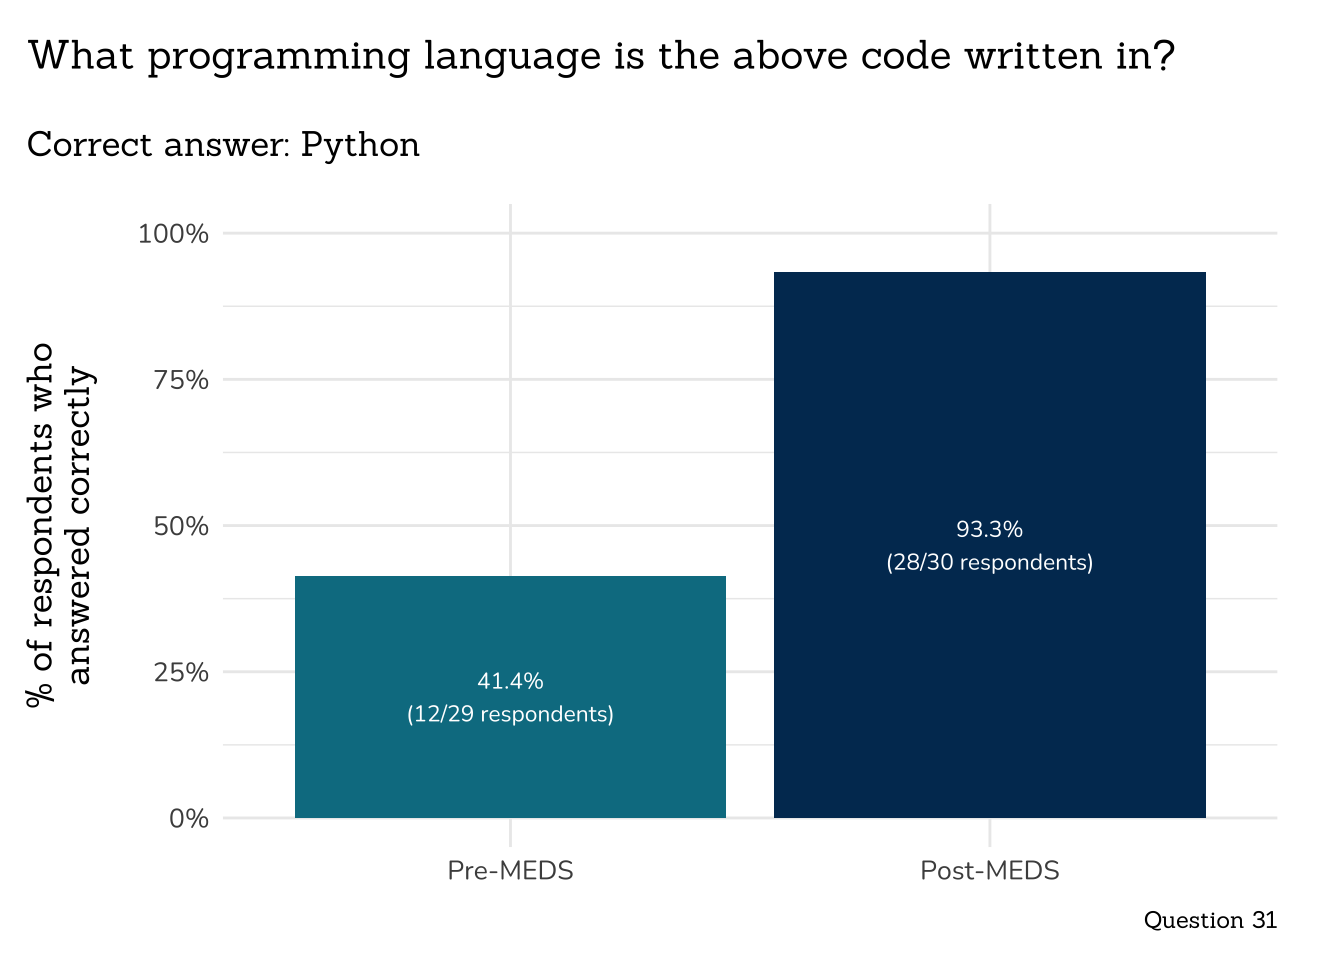 What programming language is the above code written in?
Correct answer: Python
% of respondents who
answered correctly
100%
75%
50%
25%
0%
41.4%
(12/29 respondents)
93.3%
(28/30 respondents)
Pre-MEDS
Post-MEDS
Question 31